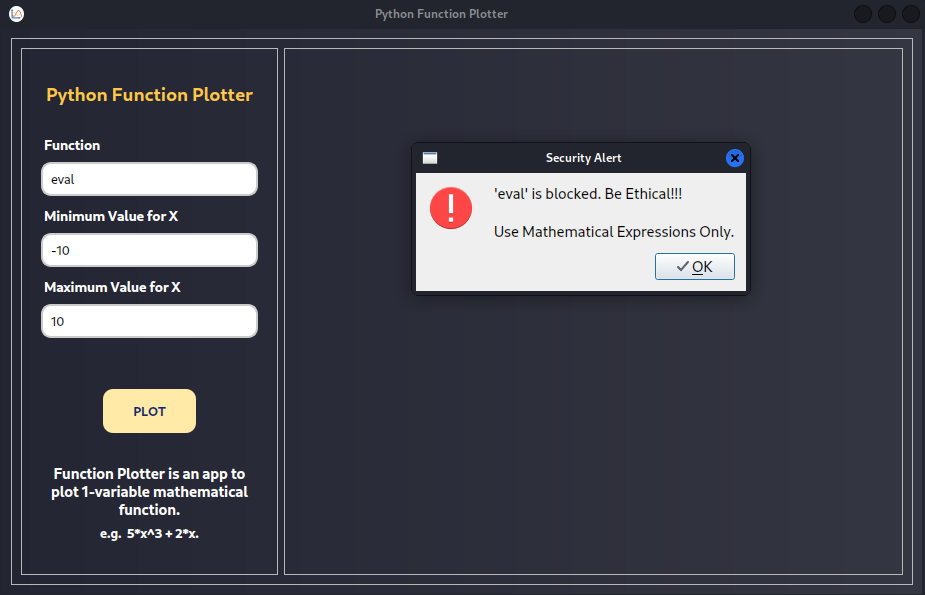 Python Function Plotter
Python Function Plotter
Function
eval
Minimum Value for X
-10
Maximum Value for X
10
PLOT
Function Plotter is an app to
plot 1-variable mathematical
function.
e.g. 5*x^3 + 2*x.
Security Alert
'eval' is blocked. Be Ethical!!!
Use Mathematical Expressions Only.
OK